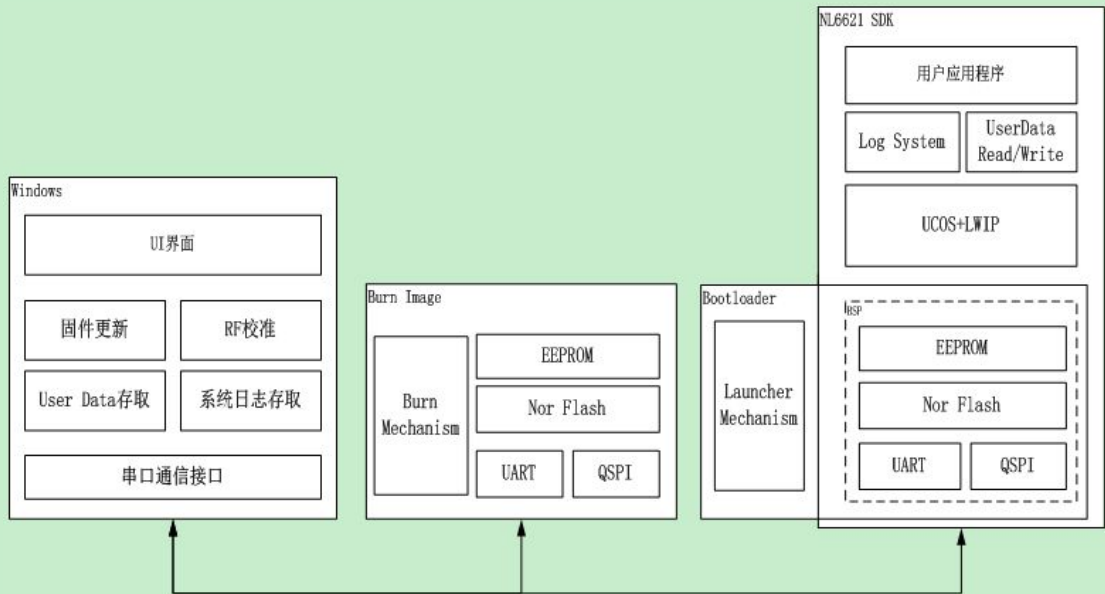 Windows
UI界面
固件更新
RF校准
User Data存取
系统日志存取
串口通信接口
Burn Image
Burn
Mechanism
EEPROM
Nor Flash
UART
QSPI
Bootloader
Launcher
Mechanism
NL6621 SDK
用户应用程序
Log System
UserData
Read/Write
UCOS+LWIP
BSP
EEPROM
Nor Flash
UART
QSPI